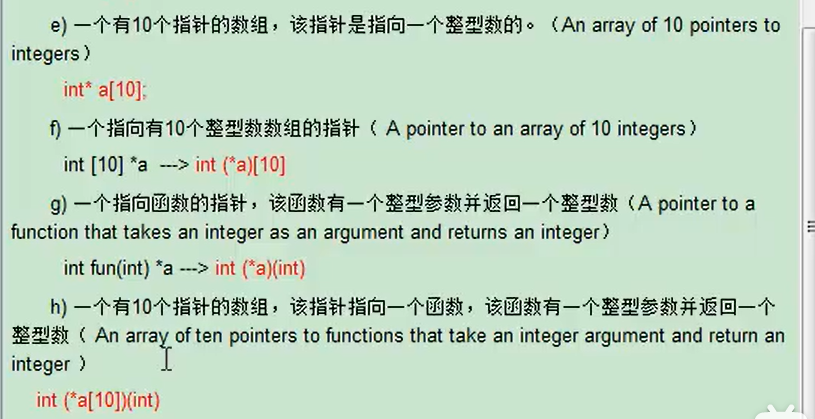 e) 一个有10个指针的数组，该指针是指向一个整型数的。（An array of 10 pointers to
integers）
int* a[10];
f) 一个指向有10个整型数数组的指针（ A pointer to an array of 10 integers）
int [10] *a ---> int (*a)[10]
g) 一个指向函数的指针，该函数有一个整型参数并返回一个整型数（A pointer to a
function that takes an integer as an argument and returns an integer）
int fun(int) *a ---> int (*a)(int)
h) 一个有10个指针的数组，该指针指向一个函数，该函数有一个整型参数并返回一个
整型数（ An array of ten pointers to functions that take an integer argument and return an
integer ）
int (*a[10])(int)